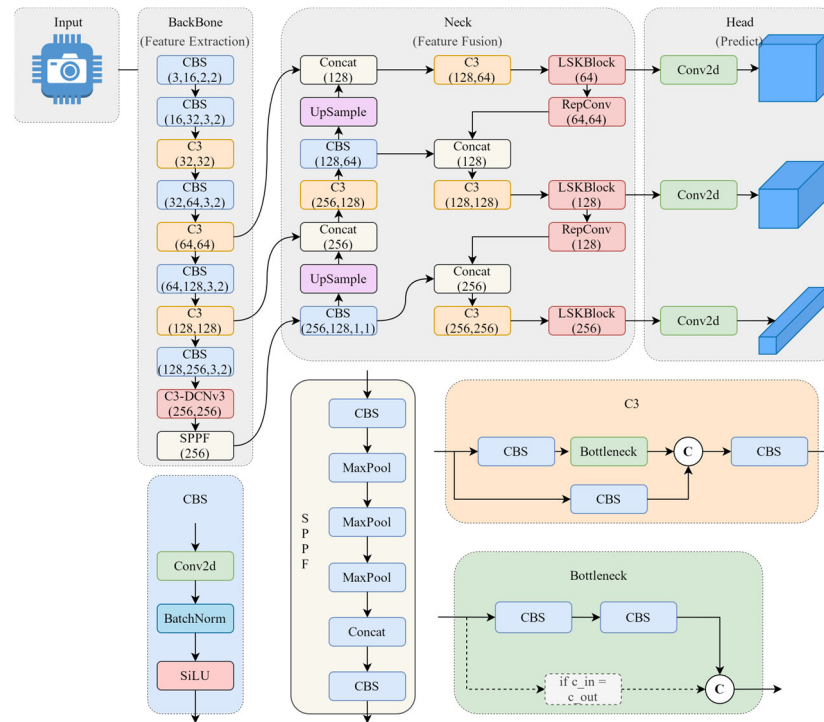 Input
BackBone
(Feature Extraction)
CBS
(3,16,2,2)
CBS
(16,32,3,2)
C3
(32,32)
CBS
(32,64,3,2)
C3
(64,64)
CBS
(64,128,3,2)
C3
(128,128)
CBS
(128,256,3,2)
C3-DCNv3
(256,256)
SPPF
(256)
Neck
(Feature Fusion)
Concat
(128)
UpSample
CBS
(128,64)
C3
(256,128)
Concat
(256)
UpSample
CBS
(256,128,1,1)
C3
(128,64)
LSKBlock
(64)
RepConv
(64,64)
Concat
(128)
C3
(128,128)
LSKBlock
(128)
RepConv
(128)
Concat
(256)
C3
(256,256)
LSKBlock
(256)
Head
(Predict)
Conv2d
Conv2d
Conv2d
CBS
Conv2d
BatchNorm
SiLU
SPPF
CBS
MaxPool
MaxPool
MaxPool
Concat
CBS
C3
CBS
Bottleneck
C
CBS
CBS
Bottleneck
CBS
CBS
if c_in =
c_out
C